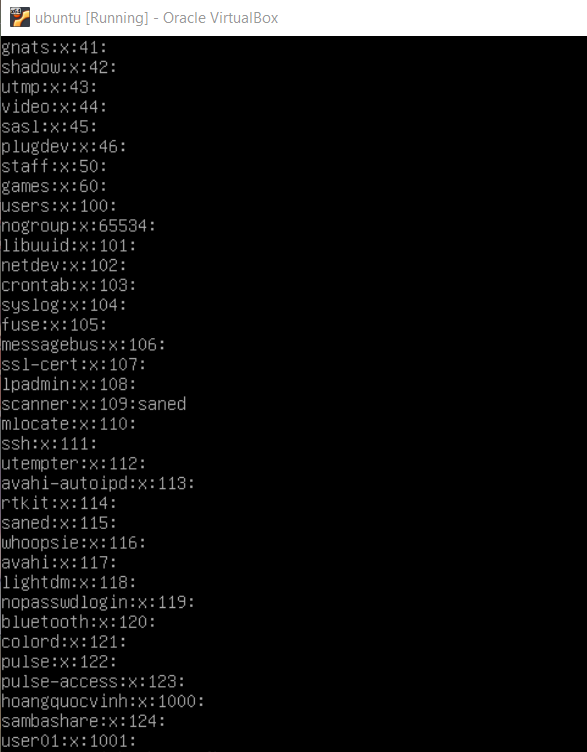 ubuntu [Running] - Oracle VirtualBox
gnats:x:41:
shadow:x:42:
utmp:x:43:
video:x:44:
sasl:x:45:
plugdev:x:46:
staff:x:50:
games:x:60:
users:x:100:
nogroup:x:65534:
libuuid:x:101:
netdev:x:102:
crontab:x:103:
syslog:x:104:
fuse:x:105:
messagebus:x:106:
ssl-cert:x:107:
lpadmin:x:108:
scanner:x:109:saned
mlocate:x:110:
ssh:x:111:
utempter:x:112:
avahi-autoipd:x:113:
rtkit:x:114:
saned:x:115:
whoopsie:x:116:
avahi:x:117:
lightdm:x:118:
nopasswdlogin:x:119:
bluetooth:x:120:
colord:x:121:
pulse:x:122:
pulse-access:x:123:
hoangquocvinh:x:1000:
sambashare:x:124:
user01:x:1001: